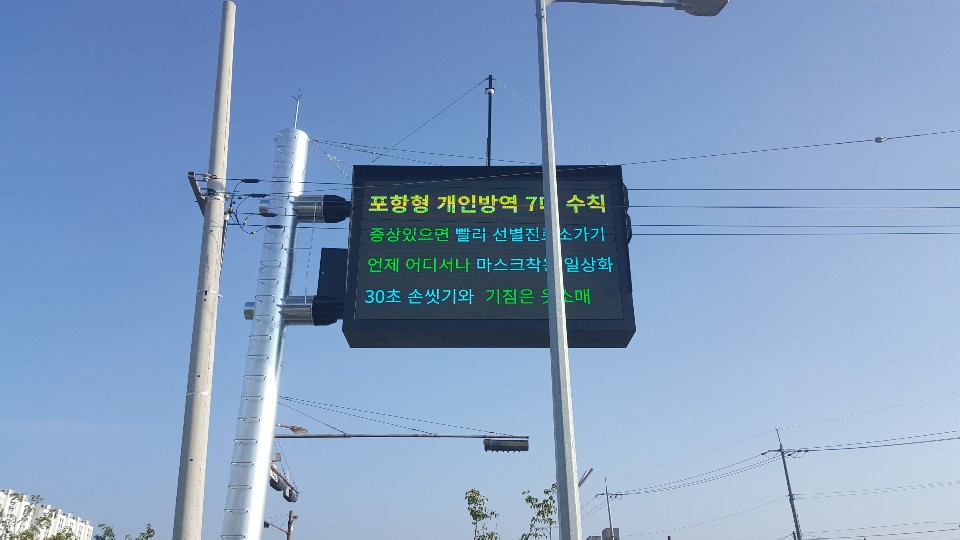 포항형 개인방역 수칙
증상있으면 빨리
언제 어디서나 일상화
30초 손씻기와 기침은